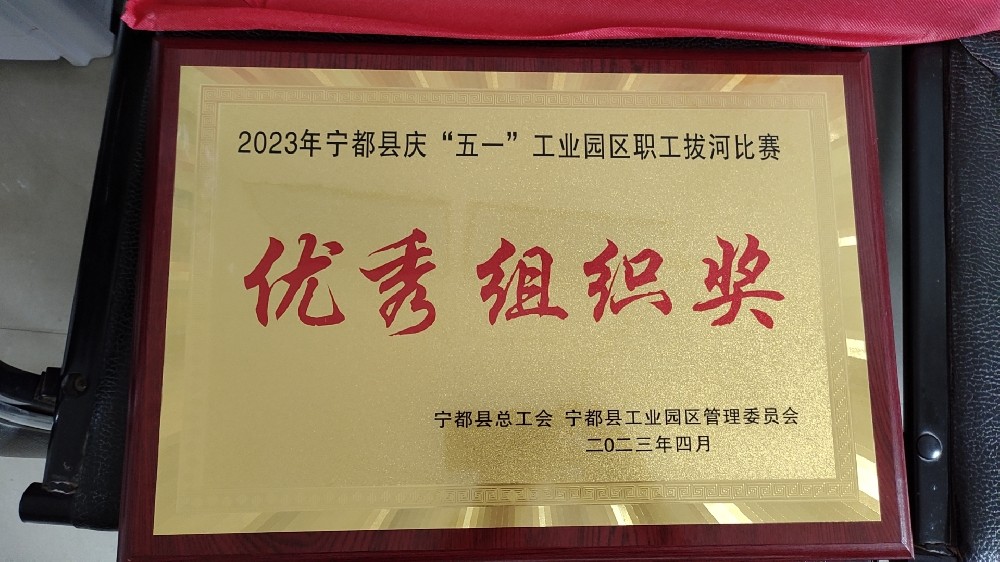 2023年宁都县庆“五一”工业园区职工拔河比赛
优秀组织奖
宁都县总工会 宁都县工业园区管理委员会
二0二三年四月